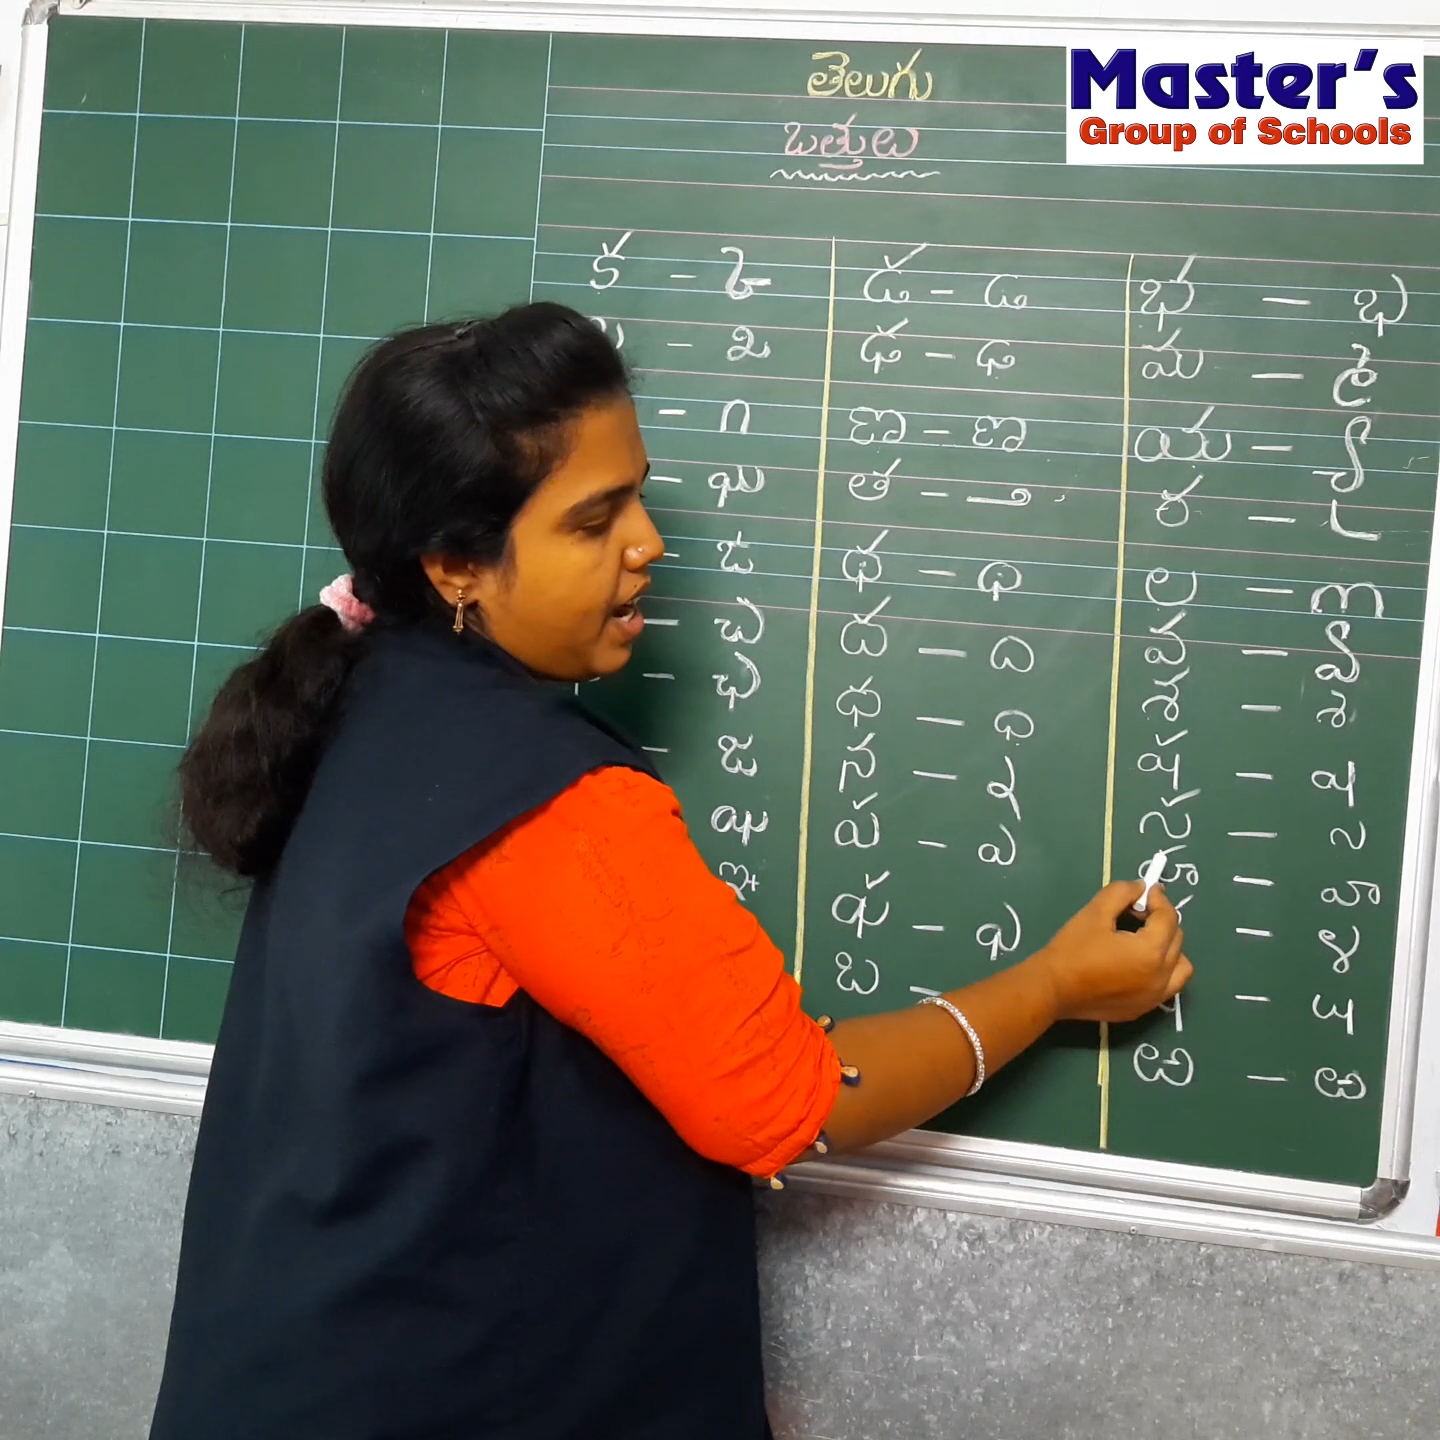 తెలుగు
ఒత్తులు
Master's
Group of Schools
క – ్క డ – ్డ భ – ్భ
– ్ఖ ఢ – ్ఢ మ – ్మ
– ్గ ణ – ్ణ య – ్య
– ్ఘ త – ్త ర – ్ర
– ్ట థ – ్థ ల – ్ల
– ్చ ద – ్ద వ – ్వ
– ్ఛ ధ – ్ధ శ – ్శ
– ్జ న – ్న ష – ్ష
– ్ఝ ప – ్ప స – ్స
్ఞ ఫ – ్ఫ – ్హ
బ – – ్ళ
– ్క్ష
ఱ – ్ఱ